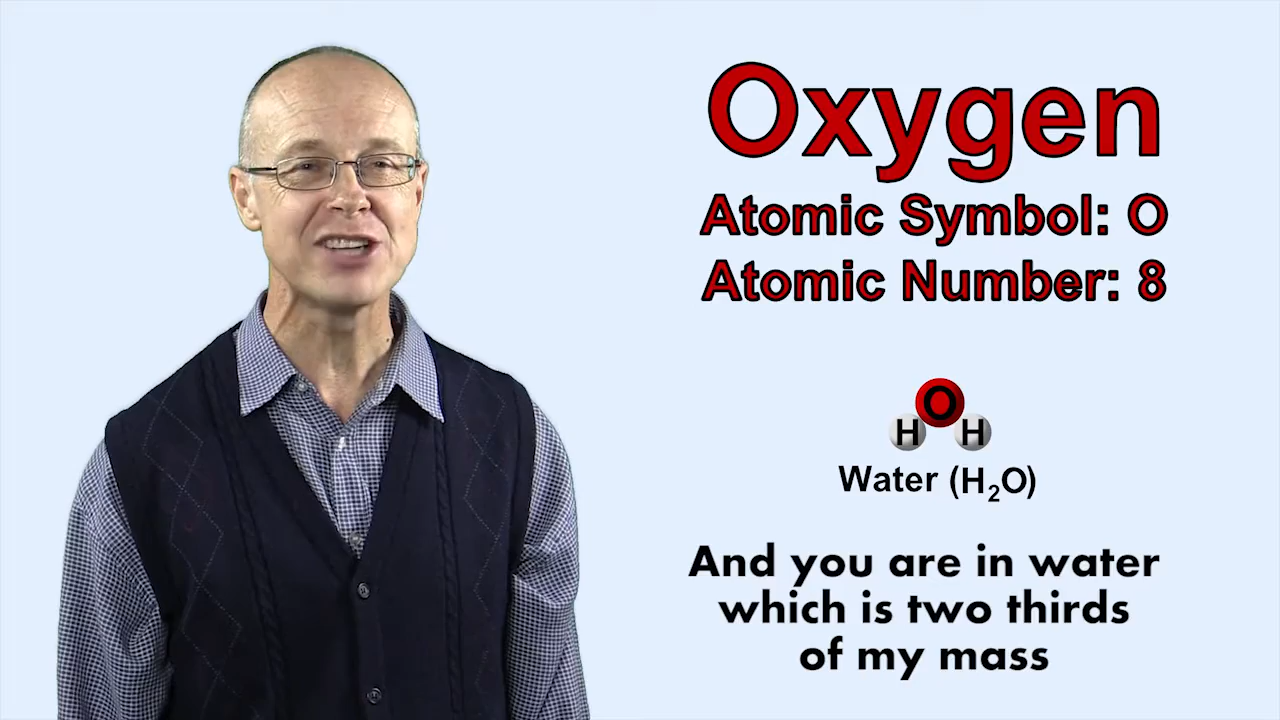 Oxygen
Atomic Symbol: O
Atomic Number: 8
O
H H
Water (H₂O)
And you are in water
which is two thirds
of my mass